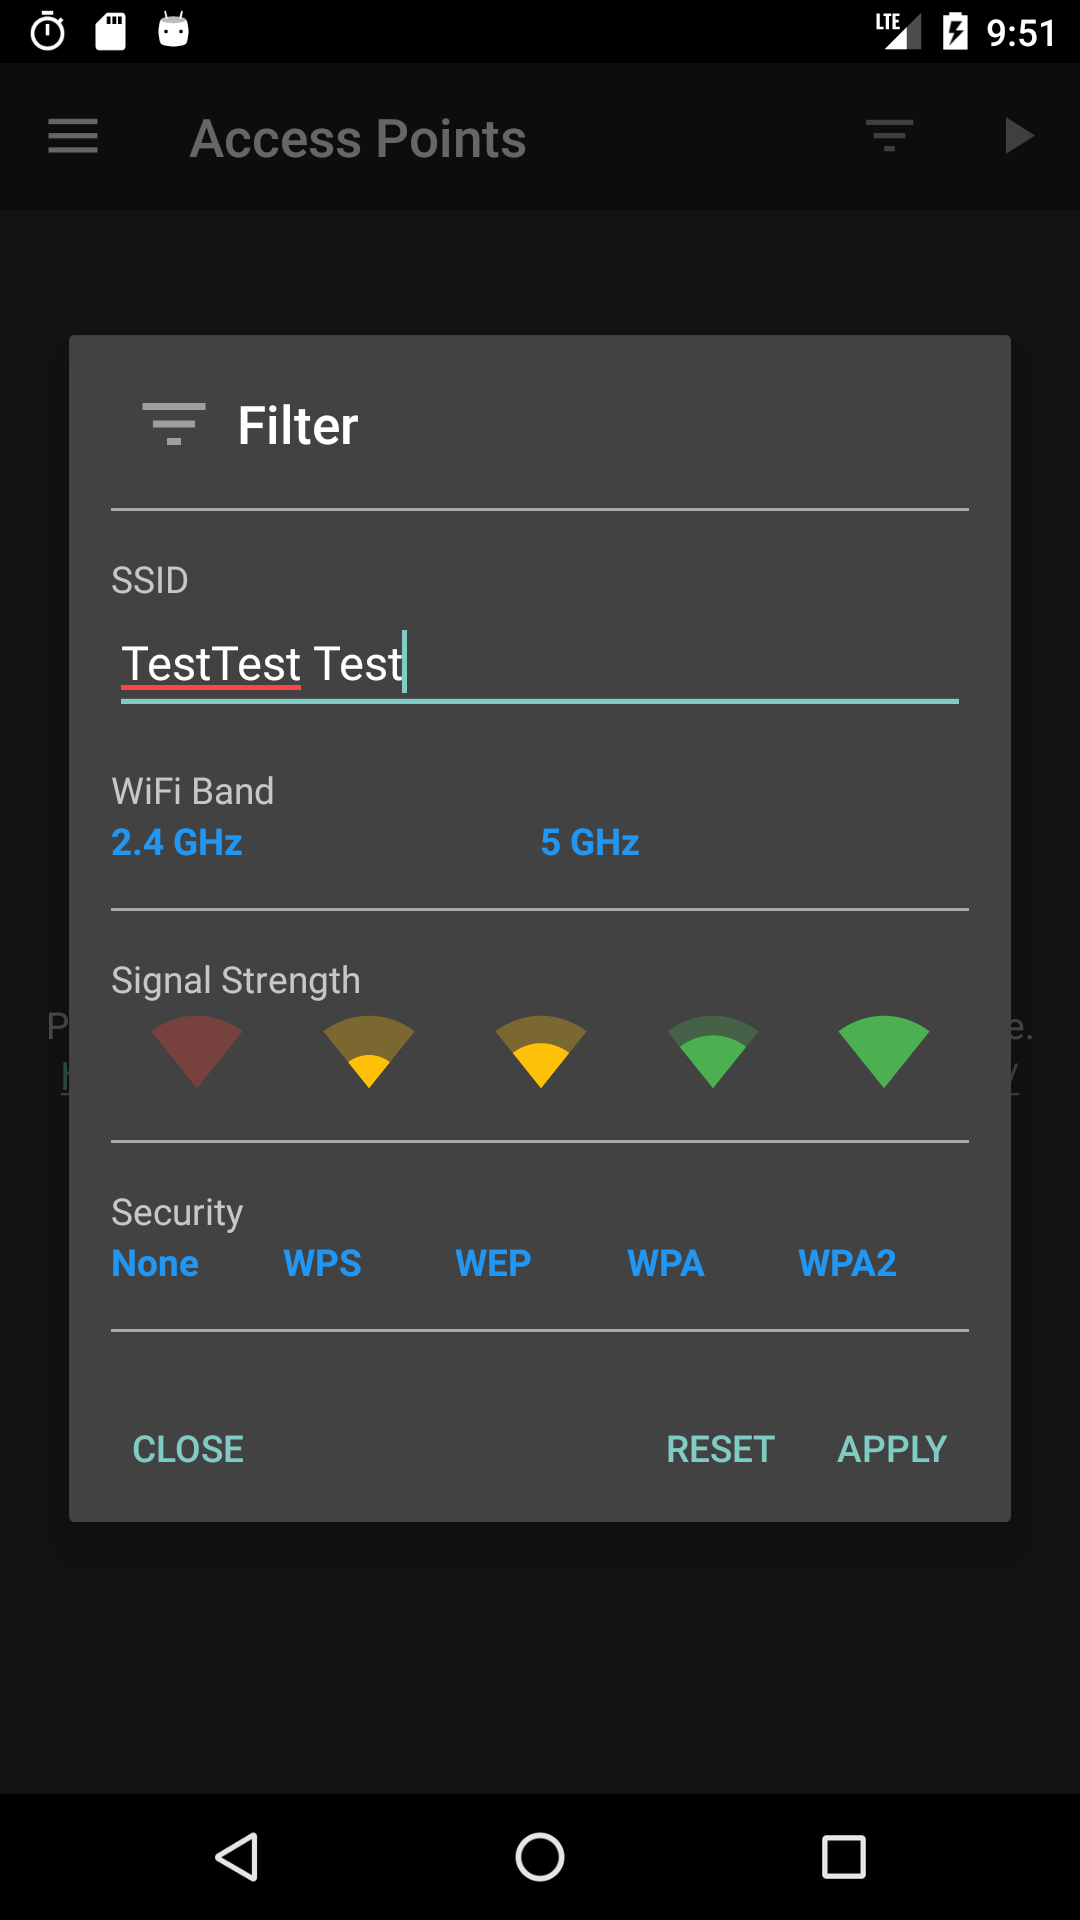 LTE 9:51
Access Points
Filter
SSID
TestTest Test
WiFi Band
2.4 GHz 5 GHz
Signal Strength
Security
None WPS WEP WPA WPA2
CLOSE RESET APPLY